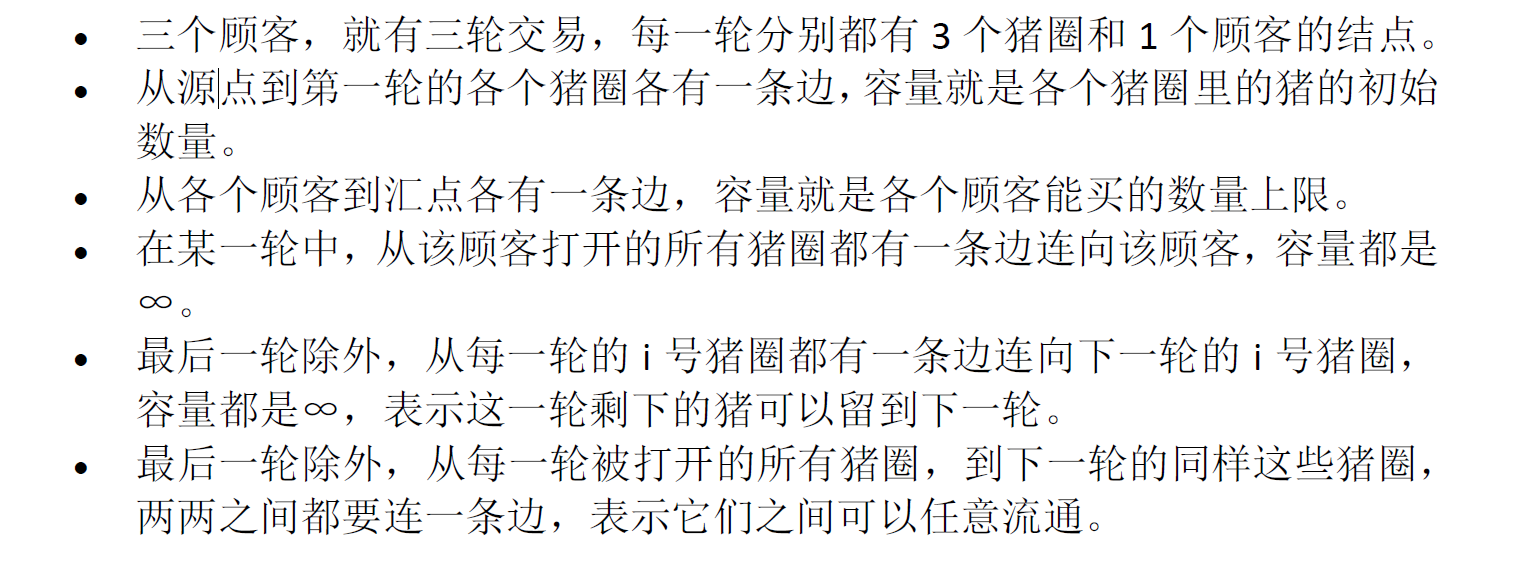 • 三个顾客，就有三轮交易，每一轮分别都有 3 个猪圈和 1 个顾客的结点。
• 从源点到第一轮的各个猪圈各有一条边，容量就是各个猪圈里的猪的初始
数量。
• 从各个顾客到汇点各有一条边，容量就是各个顾客能买的数量上限。
• 在某一轮中，从该顾客打开的所有猪圈都有一条边连向该顾客，容量都是
∞。
• 最后一轮除外，从每一轮的 i 号猪圈都有一条边连向下一轮的 i 号猪圈，
容量都是∞，表示这一轮剩下的猪可以留到下一轮。
• 最后一轮除外，从每一轮被打开的所有猪圈，到下一轮的同样这些猪圈，
两两之间都要连一条边，表示它们之间可以任意流通。